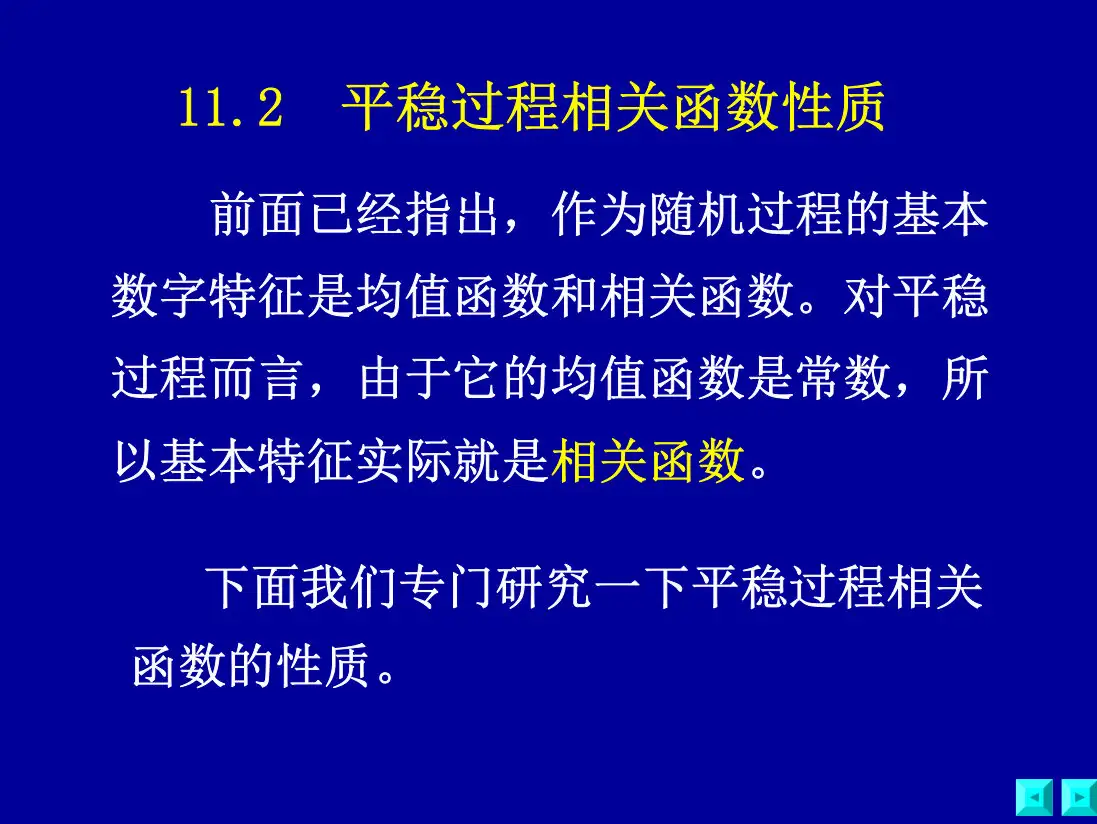 11.2 平稳过程相关函数性质
前面已经指出，作为随机过程的基本
数字特征是均值函数和相关函数。对平稳
过程而言，由于它的均值函数是常数，所
以基本特征实际就是相关函数。
下面我们专门研究一下平稳过程相关
函数的性质。